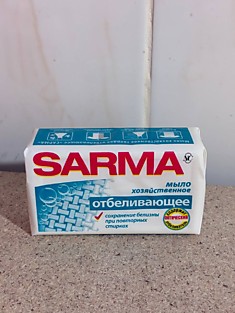 SARMA
МЫЛО
ХОЗЯЙСТВЕННОЕ
отбеливающее
сохранение белизны
при повторных
стирках